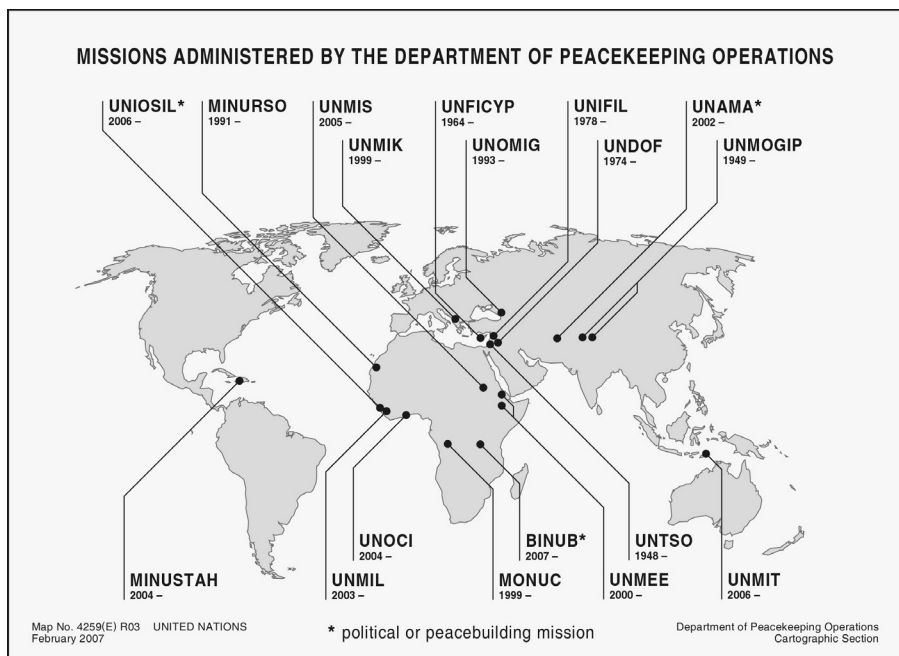 MISSIONS ADMINISTERED BY THE DEPARTMENT OF PEACEKEEPING OPERATIONS
UNIOSIL*
2006 –
MINURSO
1991 –
UNMIS
2005 –
UNFICYP
1964 –
UNIFIL
1978 –
UNAMA*
2002 –
UNMIK
1999 –
UNOMIG
1993 –
UNDOF
1974 –
UNMOGIP
1949 –
UNOCI
2004 –
BINUB*
2007 –
UNTSO
1948 –
MINUSTAH
2004 –
UNMIL
2003 –
MONUC
1999 –
UNMEE
2000 –
UNMIT
2006 –
Map No. 4259(E) R03 UNITED NATIONS
February 2007
* political or peacebuilding mission
Department of Peacekeeping Operations
Cartographic Section